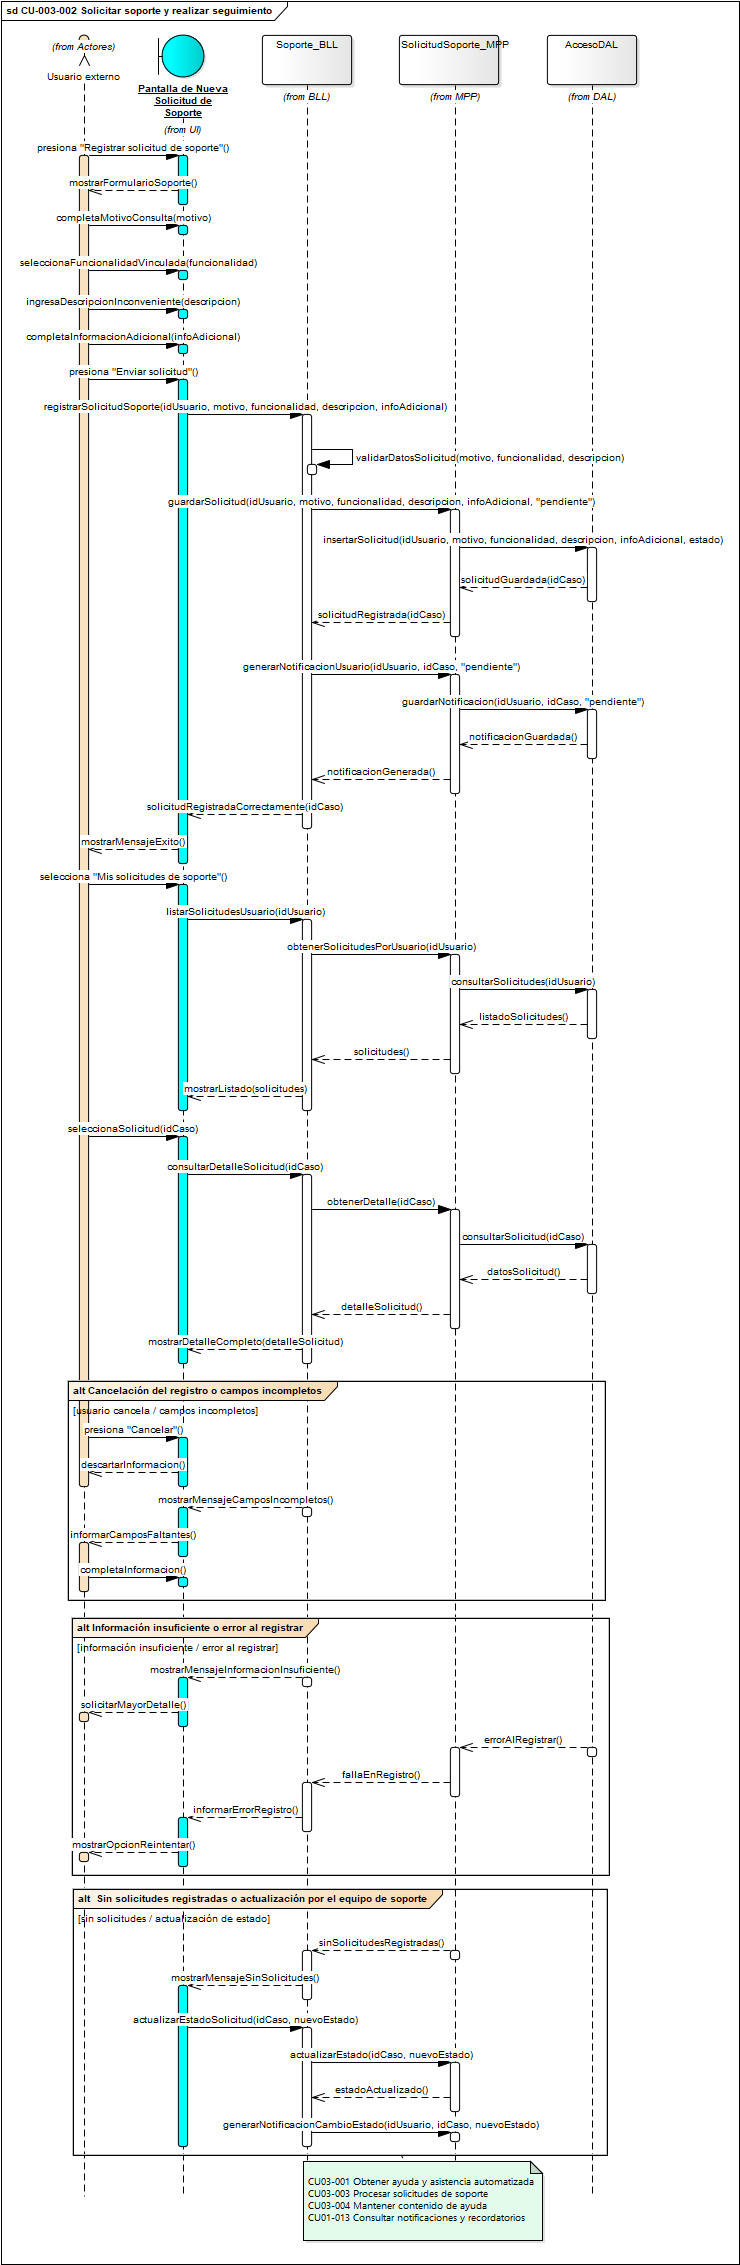 sd CU-003-002 Solicitar soporte y realizar seguimiento
(from Actores)
Usuario externo
Pantalla de Nueva
Solicitud de
Soporte
(from UI)
Soporte_BLL
(from BLL)
SolicitudSoporte_MPP
(from MPP)
AccesoDAL
(from DAL)
presiona "Registrar solicitud de soporte"()
mostrarFormularioSoporte()
completaMotivoConsulta(motivo)
seleccionaFuncionalidadVinculada(funcionalidad)
ingresaDescripcionInconveniente(descripcion)
completaInformacionAdicional(infoAdicional)
presiona "Enviar solicitud"()
registrarSolicitudSoporte(idUsuario, motivo, funcionalidad, descripcion, infoAdicional)
validarDatosSolicitud(motivo, funcionalidad, descripcion)
guardarSolicitud(idUsuario, motivo, funcionalidad, descripcion, infoAdicional, "pendiente")
insertarSolicitud(idUsuario, motivo, funcionalidad, descripcion, infoAdicional, estado)
solicitudGuardada(idCaso)
solicitudRegistrada(idCaso)
generarNotificacionUsuario(idUsuario, idCaso, "pendiente")
guardarNotificacion(idUsuario, idCaso, "pendiente")
notificacionGuardada()
notificacionGenerada()
solicitudRegistradaCorrectamente(idCaso)
mostrarMensajeExito()
selecciona "Mis solicitudes de soporte"()
listarSolicitudesUsuario(idUsuario)
obtenerSolicitudesPorUsuario(idUsuario)
consultarSolicitudes(idUsuario)
listadoSolicitudes()
solicitudes()
mostrarListado(solicitudes)
seleccionaSolicitud(idCaso)
consultarDetalleSolicitud(idCaso)
obtenerDetalle(idCaso)
consultarSolicitud(idCaso)
datosSolicitud()
detalleSolicitud()
mostrarDetalleCompleto(detalleSolicitud)
alt Cancelación del registro o campos incompletos
[usuario cancela / campos incompletos]
presiona "Cancelar"()
descartarInformacion()
mostrarMensajeCamposIncompletos()
informarCamposFaltantes()
completaInformacion()
alt Información insuficiente o error al registrar
[información insuficiente / error al registrar]
mostrarMensajeInformacionInsuficiente()
solicitarMayorDetalle()
errorAlRegistrar()
fallaEnRegistro()
informarErrorRegistro()
mostrarOpcionReintentar()
alt Sin solicitudes registradas o actualización por el equipo de soporte
[sin solicitudes / actualización de estado]
sinSolicitudesRegistradas()
mostrarMensajeSinSolicitudes()
actualizarEstadoSolicitud(idCaso, nuevoEstado)
actualizarEstado(idCaso, nuevoEstado)
estadoActualizado()
generarNotificacionCambioEstado(idUsuario, idCaso, nuevoEstado)
CU03-001 Obtener ayuda y asistencia automatizada
CU03-003 Procesar solicitudes de soporte
CU03-004 Mantener contenido de ayuda
CU01-013 Consultar notificaciones y recordatorios